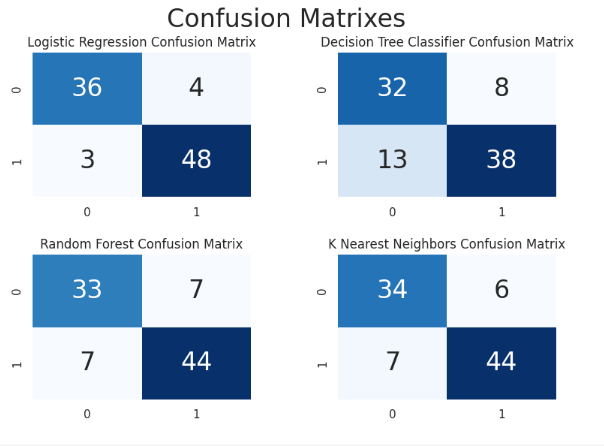 Confusion Matrixes
Logistic Regression Confusion Matrix
0 36 4
1 3 48
0 1
Decision Tree Classifier Confusion Matrix
0 32 8
1 13 38
0 1
Random Forest Confusion Matrix
0 33 7
1 7 44
0 1
K Nearest Neighbors Confusion Matrix
0 34 6
1 7 44
0 1